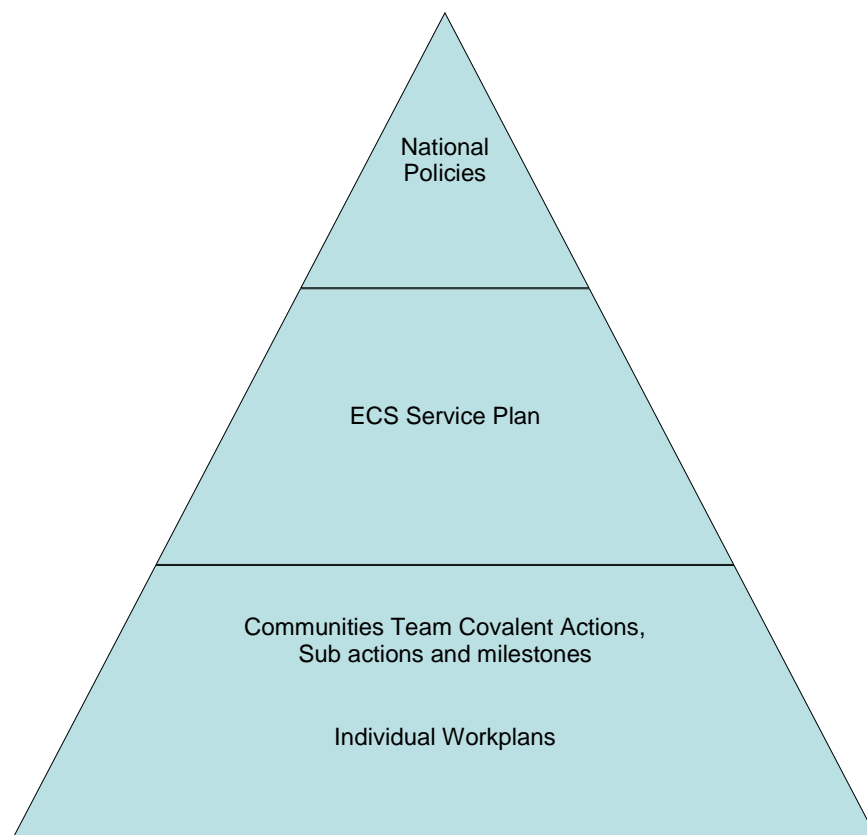 National
Policies
ECS Service Plan
Communities Team Covalent Actions,
Sub actions and milestones
Individual Workplans